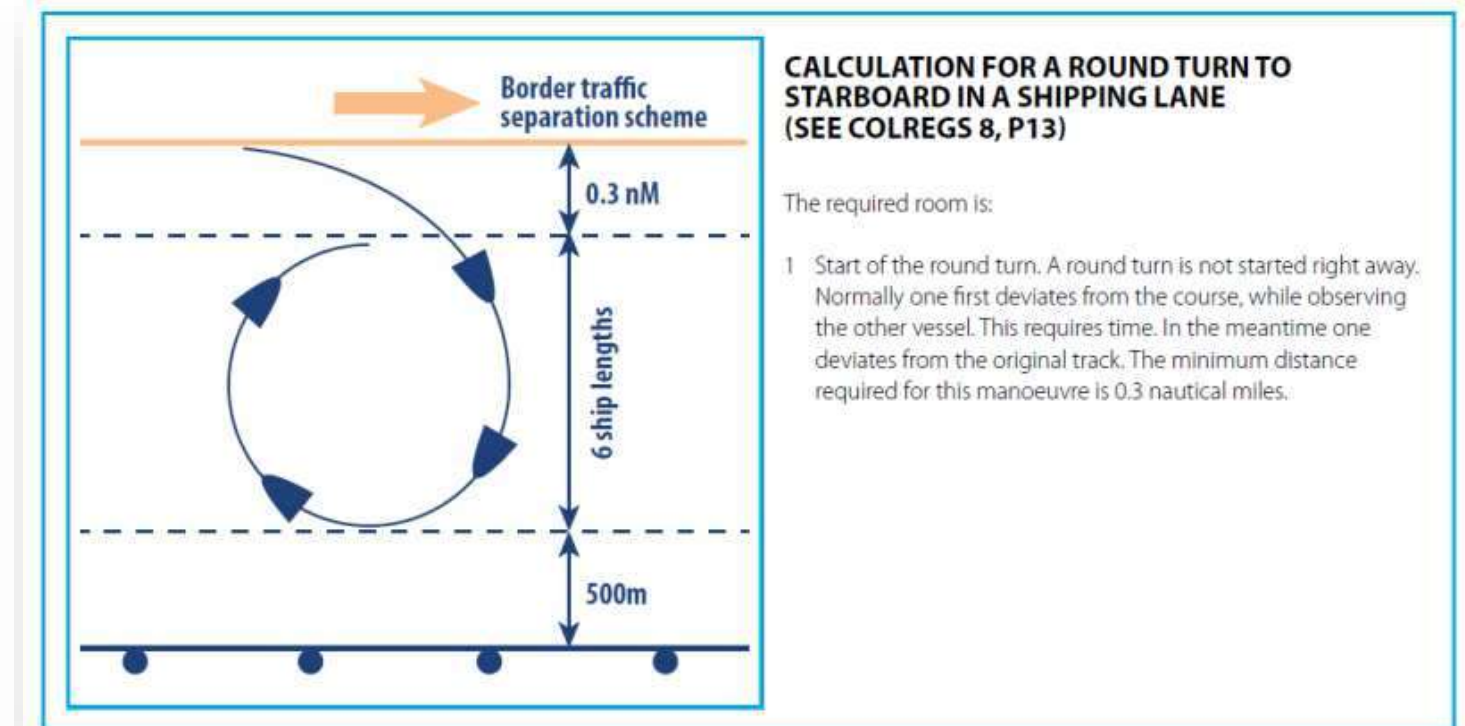 Border traffic
separation scheme
0.3 nM
6 ship lengths
500m
CALCULATION FOR A ROUND TURN TO
STARBOARD IN A SHIPPING LANE
(SEE COLREGS 8, P13)
The required room is:
1 Start of the round turn. A round turn is not started right away.
Normally one first deviates from the course, while observing
the other vessel. This requires time. In the meantime one
deviates from the original track. The minimum distance
required for this manoeuvre is 0.3 nautical miles.